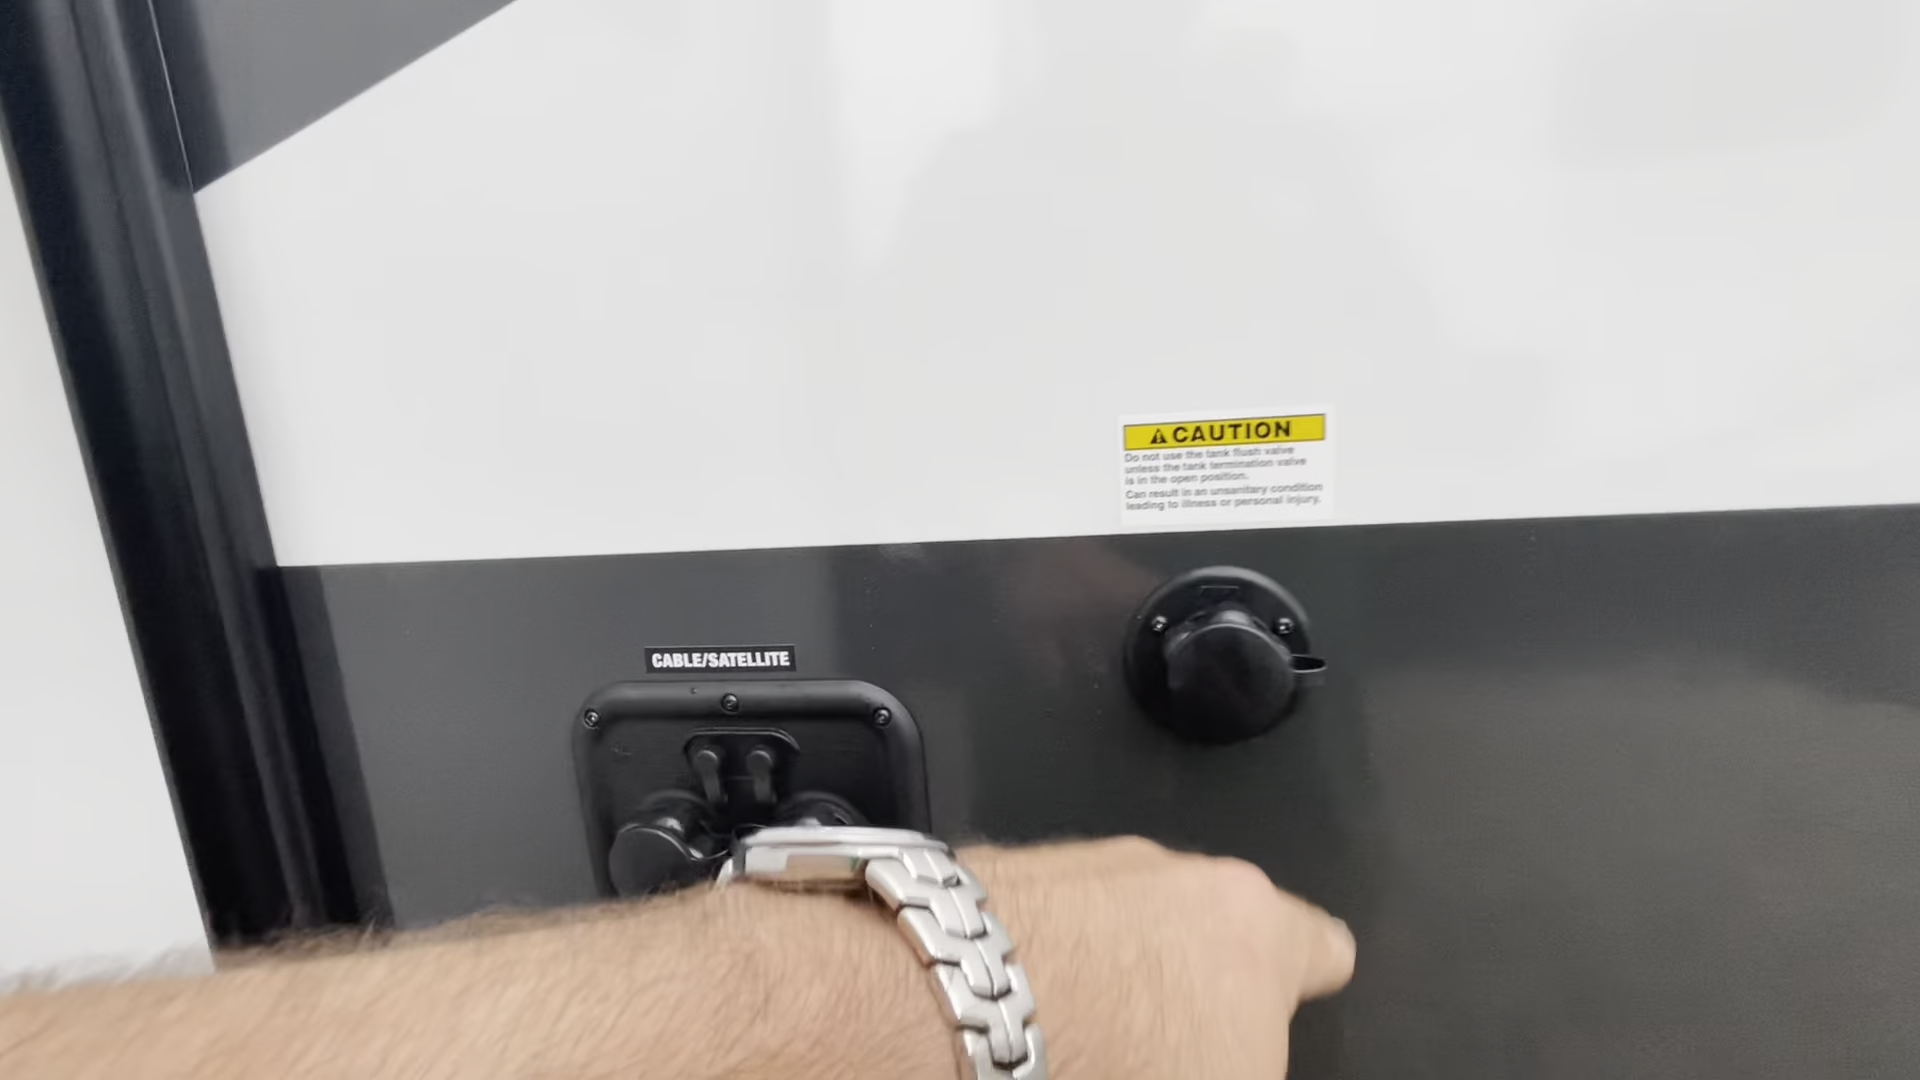 CAUTION
Do not use the tank flush valve
unless the tank termination valve
is in the open position.
Can result in an unsanitary condition
leading to illness or personal injury.
CABLE/SATELLITE